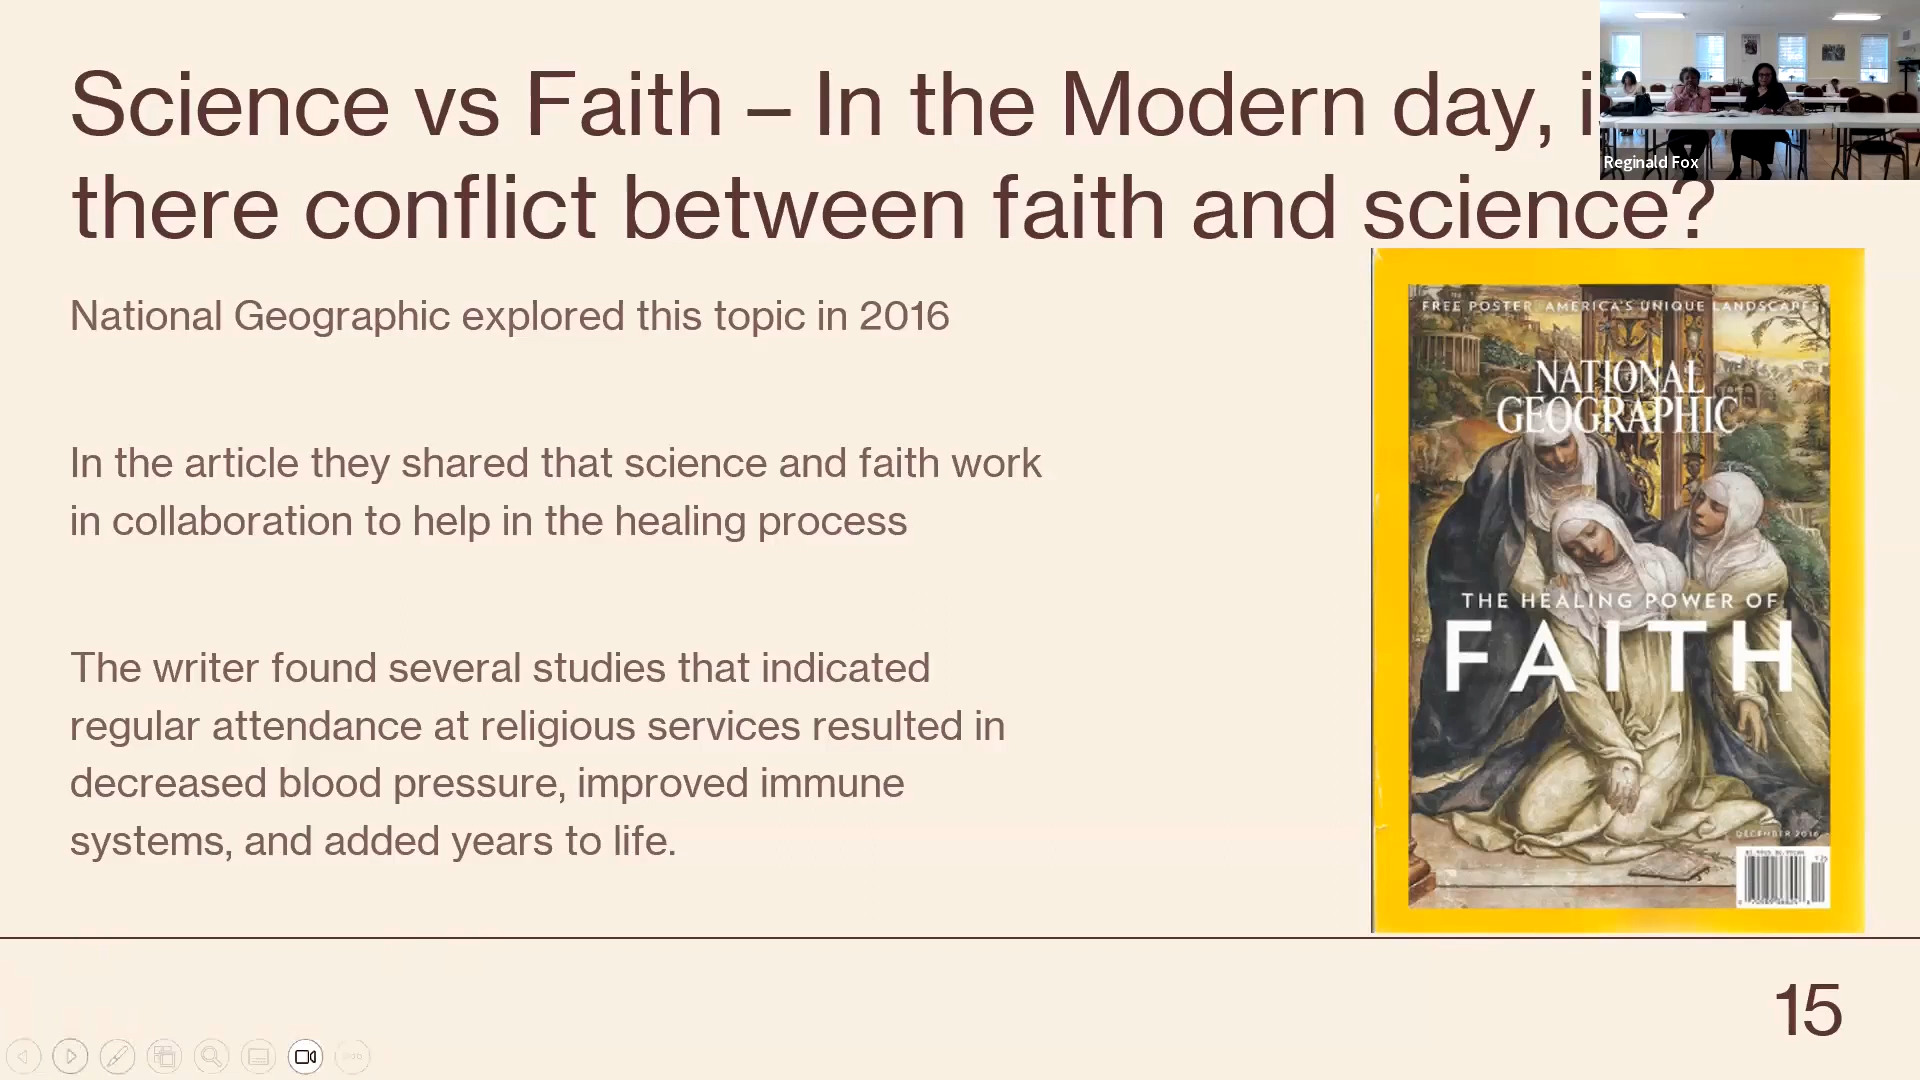 Science vs Faith – In the Modern day, i
there conflict between faith and science?
Reginald Fox
National Geographic explored this topic in 2016
In the article they shared that science and faith work
in collaboration to help in the healing process
The writer found several studies that indicated
regular attendance at religious services resulted in
decreased blood pressure, improved immune
systems, and added years to life.
FREE POSTER AMERICA'S UNIQUE LANDSCAPES
NATIONAL
GEOGRAPHIC
THE HEALING POWER OF
FAITH
DECEMBER 2016
15